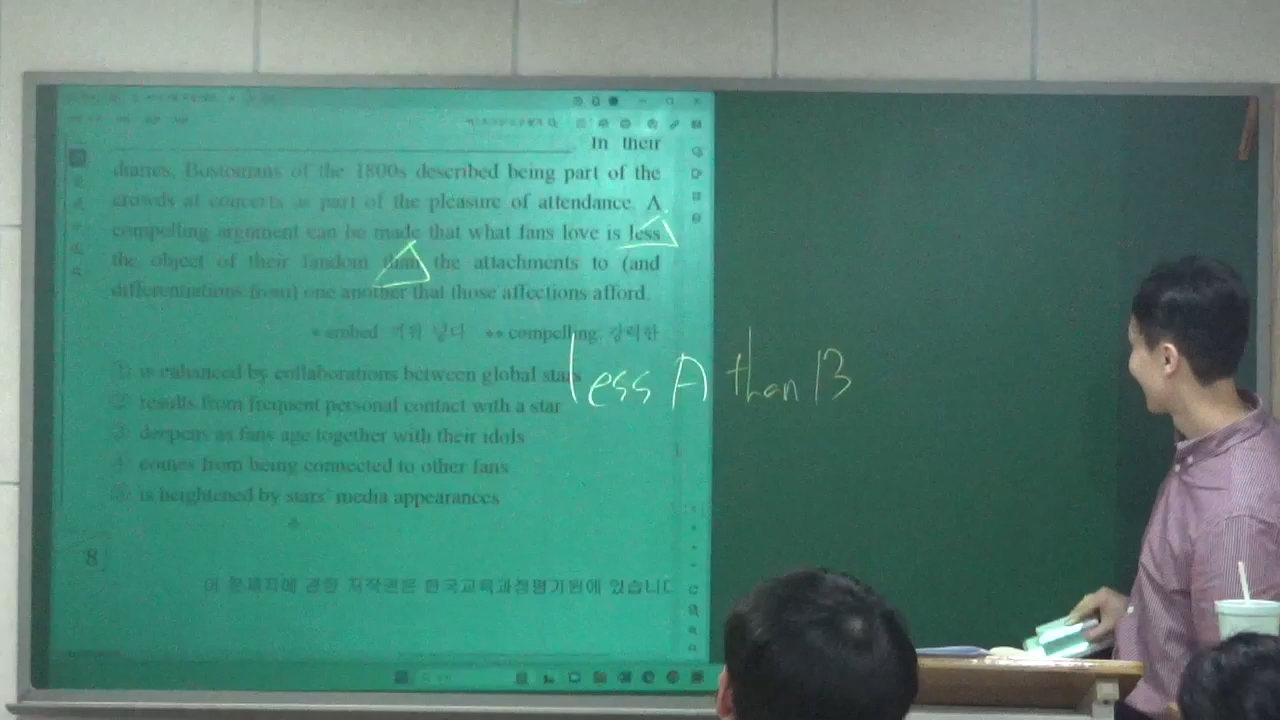 In their
diaries, Bostonians of the 1800s described being part of the
crowds at concerts as part of the pleasure of attendance. A
compelling argument can be made that what fans love is less
the object of their fandom than the attachments to (and
differentiations from) one another that those affections afford.
* embed: 끼워 넣다 ** compelling: 강력한
① is enhanced by collaborations between global stars
② results from frequent personal contact with a star
③ deepens as fans age together with their idols
④ comes from being connected to other fans
⑤ is heightened by stars' media appearances
less A than B
8
이 문제지에 관한 저작권은 한국교육과정평가원에 있습니다